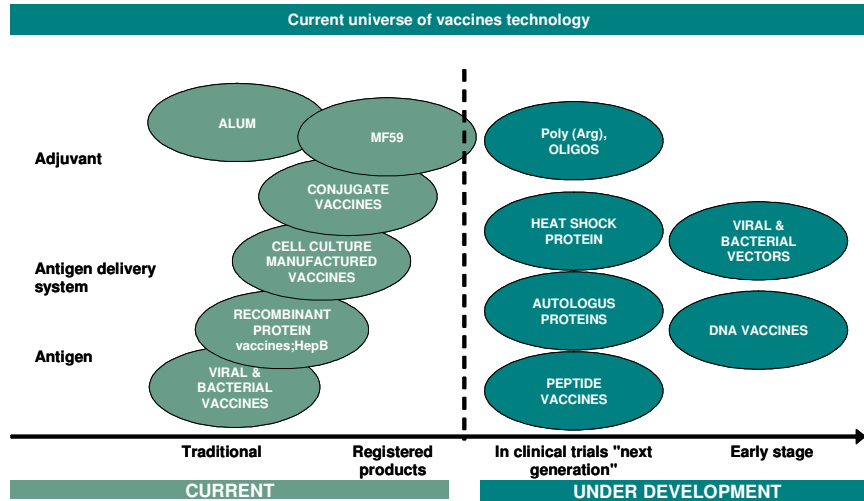 Current universe of vaccines technology
ALUM
MF59
Poly (Arg),
OLIGOS
Adjuvant
CONJUGATE
VACCINES
HEAT SHOCK
PROTEIN
VIRAL &
BACTERIAL
VECTORS
CELL CULTURE
MANUFACTURED
VACCINES
Antigen delivery
system
AUTOLOGUS
PROTEINS
RECOMBINANT
PROTEIN
vaccines;HepB
DNA VACCINES
Antigen
VIRAL &
BACTERIAL
VACCINES
PEPTIDE
VACCINES
Traditional
Registered
products
In clinical trials "next
generation"
Early stage
CURRENT
UNDER DEVELOPMENT